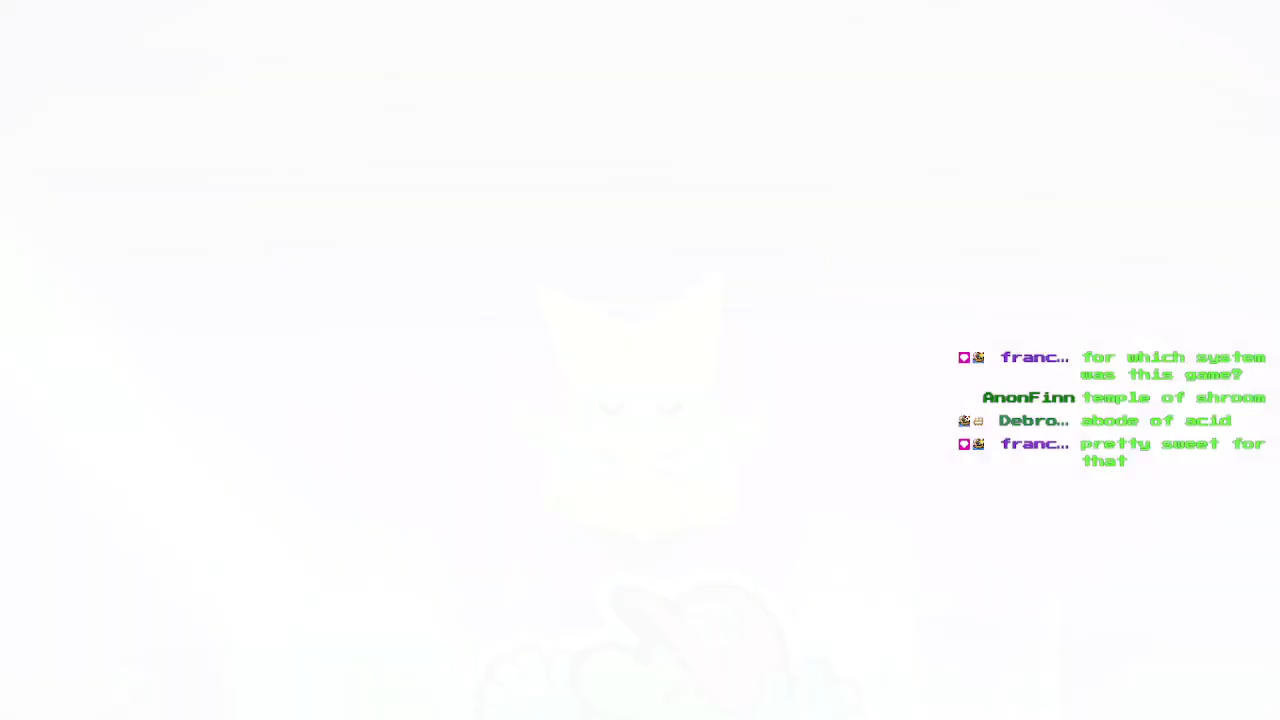 franc... for which system
was this game?
AnonFinn temple of shroom
Debro... abode of acid
franc... pretty sweet for
that